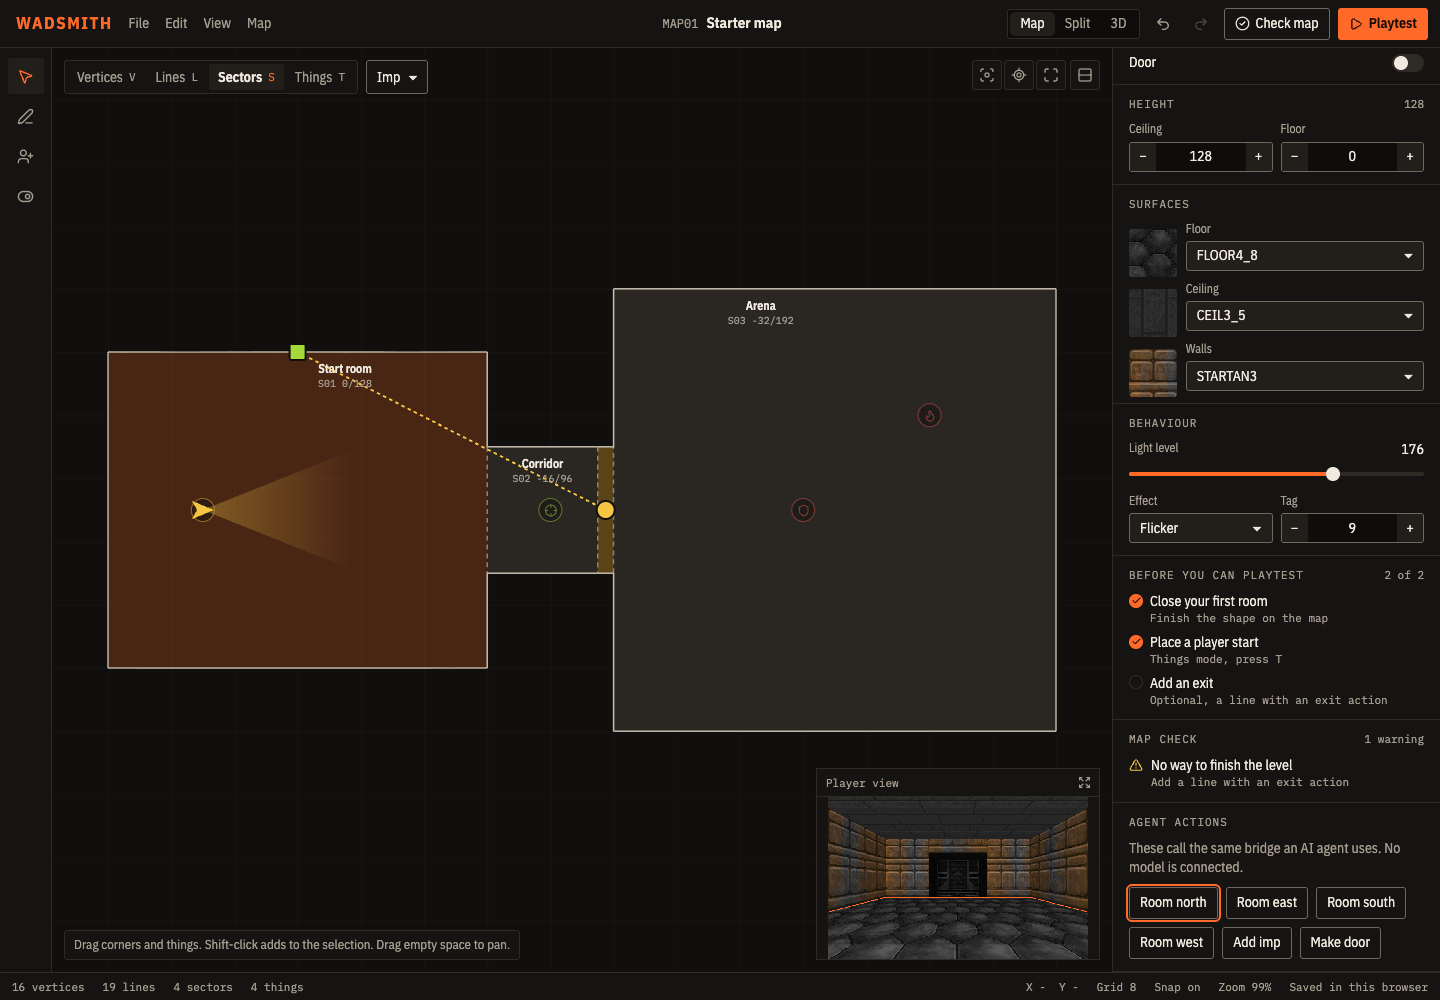 WADSMITH File Edit View Map
MAP01 Starter map
Map Split 3D
Check map
Playtest
Vertices V Lines L Sectors S Things T
Imp
Arena
S03 -32/192
Start room
S01 0/128
Corridor
S02 -16/96
Player view
Drag corners and things. Shift-click adds to the selection. Drag empty space to pan.
Door
HEIGHT 128
Ceiling Floor
− 128 + − 0 +
SURFACES
Floor
FLOOR4_8
Ceiling
CEIL3_5
Walls
STARTAN3
BEHAVIOUR
Light level 176
Effect Tag
Flicker − 9 +
BEFORE YOU CAN PLAYTEST 2 of 2
Close your first room
Finish the shape on the map
Place a player start
Things mode, press T
Add an exit
Optional, a line with an exit action
MAP CHECK 1 warning
No way to finish the level
Add a line with an exit action
AGENT ACTIONS
These call the same bridge an AI agent uses. No
model is connected.
Room north Room east Room south
Room west Add imp Make door
16 vertices 19 lines 4 sectors 4 things
X - Y - Grid 8 Snap on Zoom 99% Saved in this browser